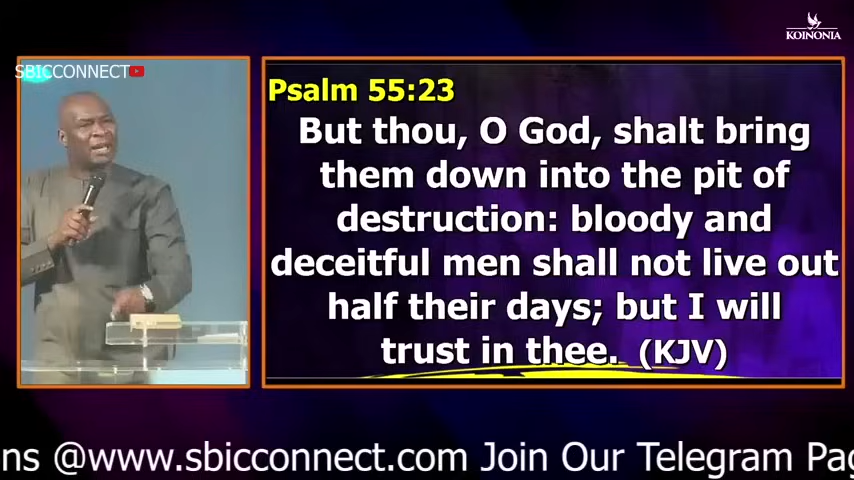 KOINONIA
SBICCONNECT
Psalm 55:23
But thou, O God, shalt bring
them down into the pit of
destruction: bloody and
deceitful men shall not live out
half their days; but I will
trust in thee. (KJV)
ns @www.sbicconnect.com Join Our Telegram Pag